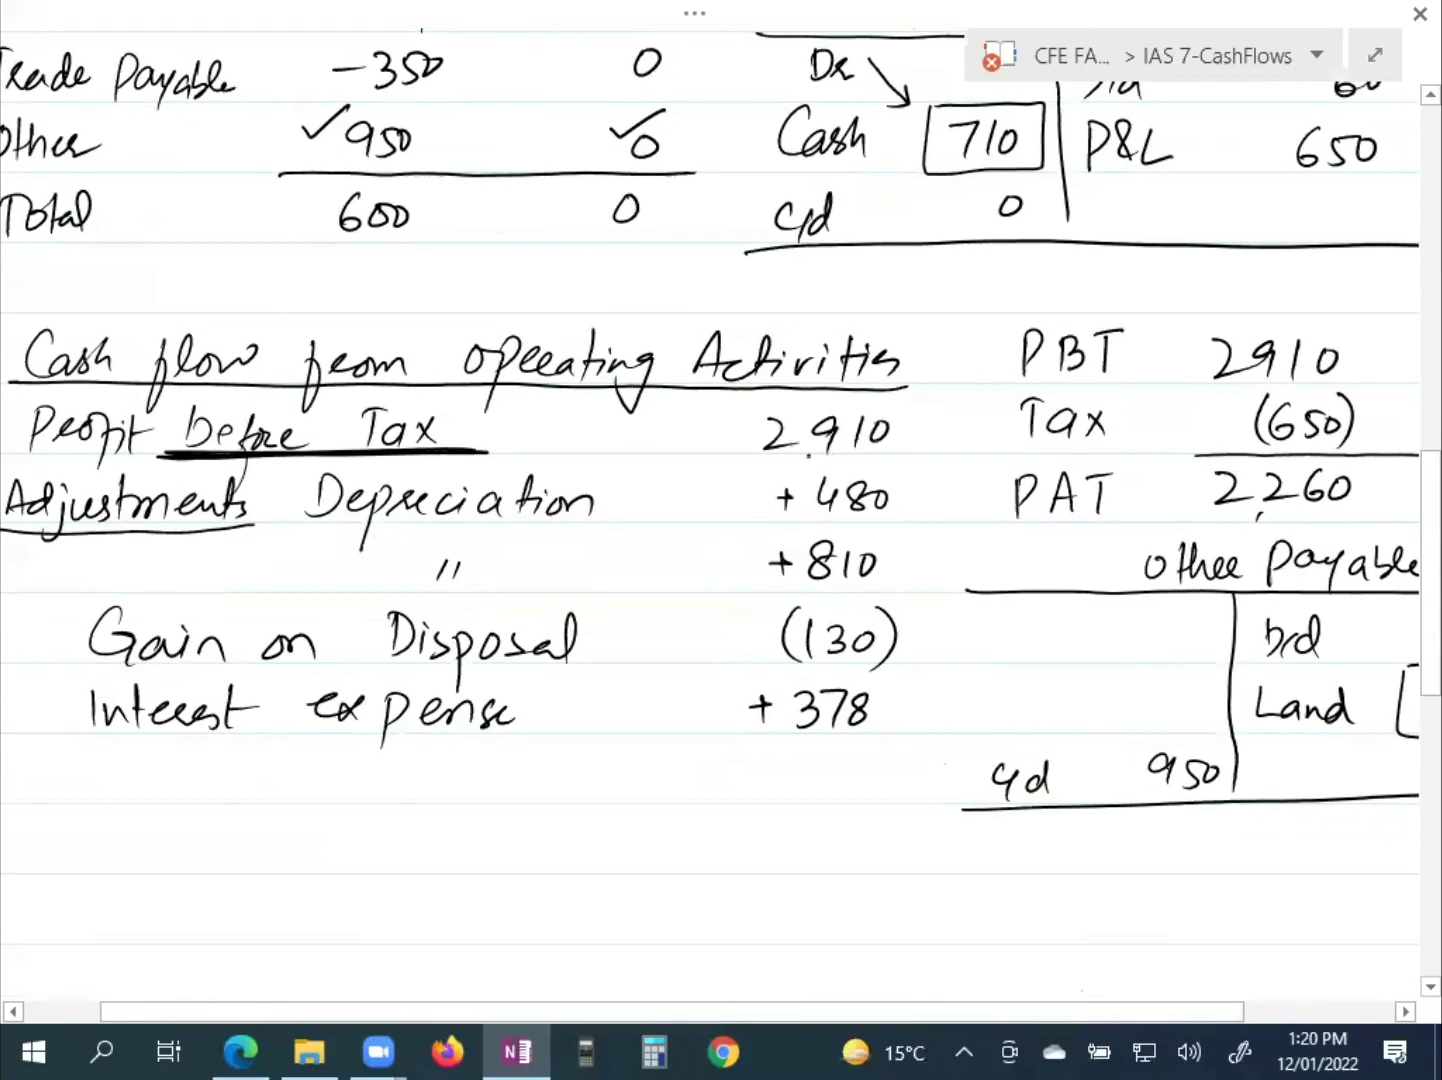 CFE FA... > IAS 7-CashFlows
Trade Payable -350 0
Dr
Other 950 0
Cash 710 P&L 650
Total 600 0
c/d 0
Cash flow from operating Activities
PBT 2910
Profit before Tax 2,910
Tax (650)
Adjustments Depreciation + 480
PAT 2,260
" + 810
Other Payable
Gain on Disposal (130)
b/d
Interest expense + 378
Land
c/d 950
N
15°C
1:20 PM
12/01/2022